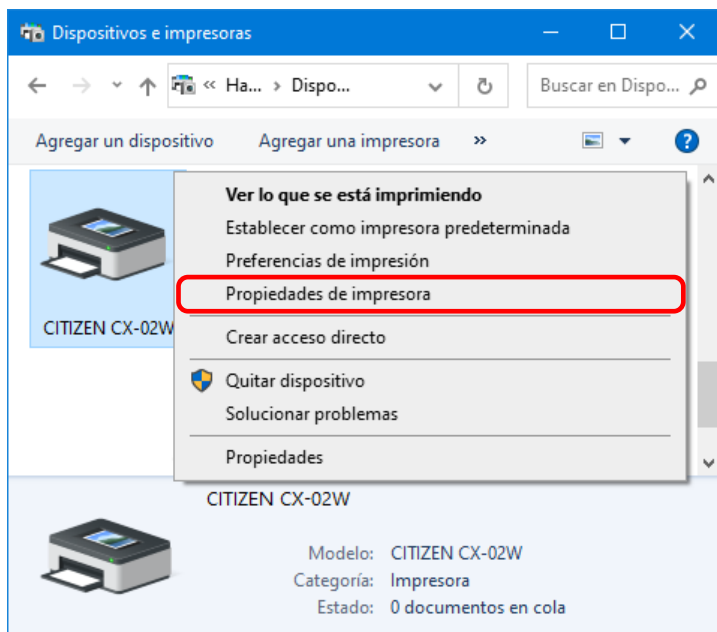 Dispositivos e impresoras
« Ha... > Dispo...
Buscar en Dispo...
Agregar un dispositivo Agregar una impresora »
Ver lo que se está imprimiendo
Establecer como impresora predeterminada
Preferencias de impresión
Propiedades de impresora
CITIZEN CX-02W
Crear acceso directo
Quitar dispositivo
Solucionar problemas
Propiedades
CITIZEN CX-02W
Modelo: CITIZEN CX-02W
Categoría: Impresora
Estado: 0 documentos en cola